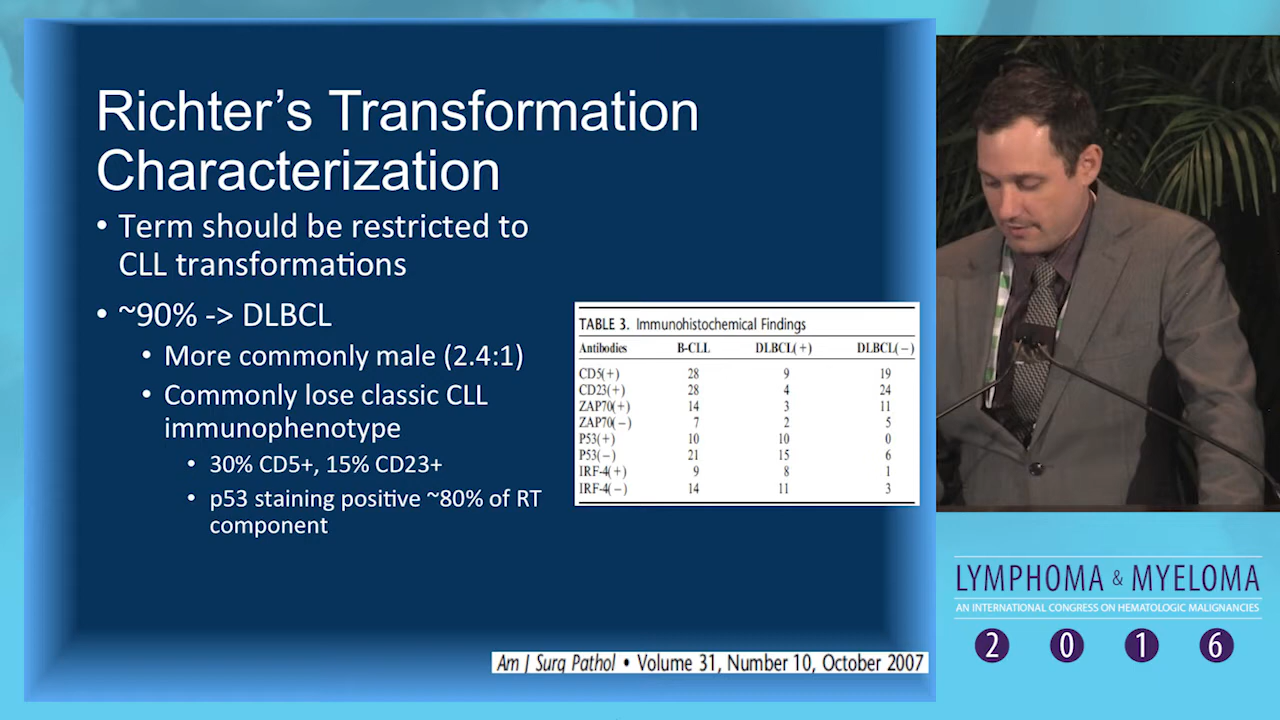 Richter's Transformation
Characterization
• Term should be restricted to
CLL transformations
• ~90% -> DLBCL
• More commonly male (2.4:1)
• Commonly lose classic CLL
immunophenotype
• 30% CD5+, 15% CD23+
• p53 staining positive ~80% of RT
component
TABLE 3. Immunohistochemical Findings
Antibodies B-CLL DLBCL(+) DLBCL(−)
CD5(+) 28 9 19
CD23(+) 28 4 24
ZAP70(+) 14 3 11
ZAP70(−) 7 2 5
P53(+) 10 10 0
P53(−) 21 15 6
IRF-4(+) 9 8 1
IRF-4(−) 14 11 3
Am J Surg Pathol • Volume 31, Number 10, October 2007
LYMPHOMA & MYELOMA
AN INTERNATIONAL CONGRESS ON HEMATOLOGIC MALIGNANCIES
2 0 1 6